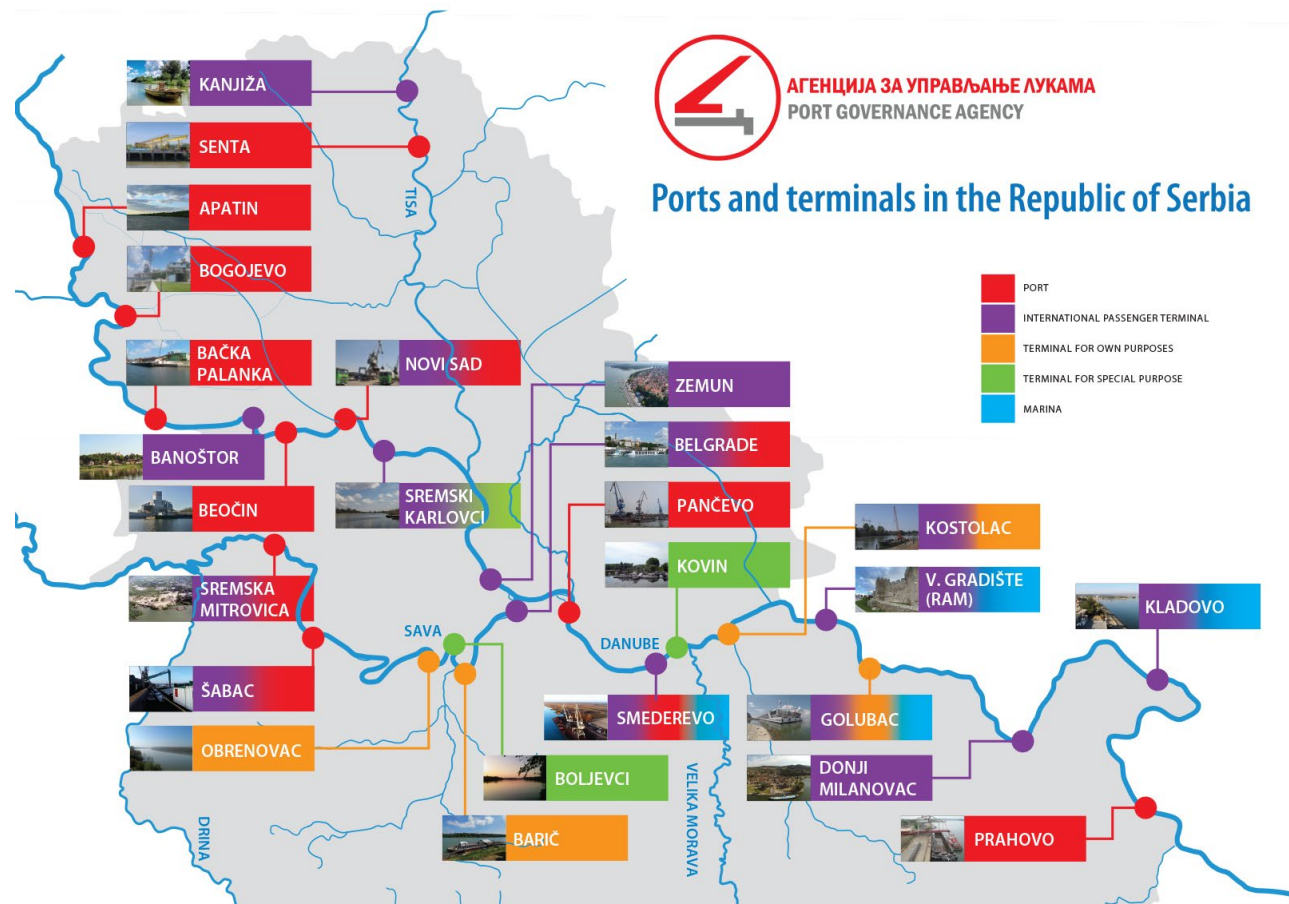 АГЕНЦИЈА ЗА УПРАВЉАЊЕ ЛУКАМА
PORT GOVERNANCE AGENCY
Ports and terminals in the Republic of Serbia
PORT
INTERNATIONAL PASSENGER TERMINAL
TERMINAL FOR OWN PURPOSES
TERMINAL FOR SPECIAL PURPOSE
MARINA
KANJIŽA
SENTA
APATIN
BOGOJEVO
BAČKA
PALANKA
NOVI SAD
BANOŠTOR
BEOČIN
SREMSKI
KARLOVCI
SREMSKA
MITROVICA
ŠABAC
OBRENOVAC
ZEMUN
BELGRADE
PANČEVO
KOVIN
KOSTOLAC
V. GRADIŠTE
(RAM)
KLADOVO
SMEDEREVO
GOLUBAC
BOLJEVCI
DONJI
MILANOVAC
BARIČ
PRAHOVO
TISA
SAVA
DANUBE
DRINA
VELIKA MORAVA